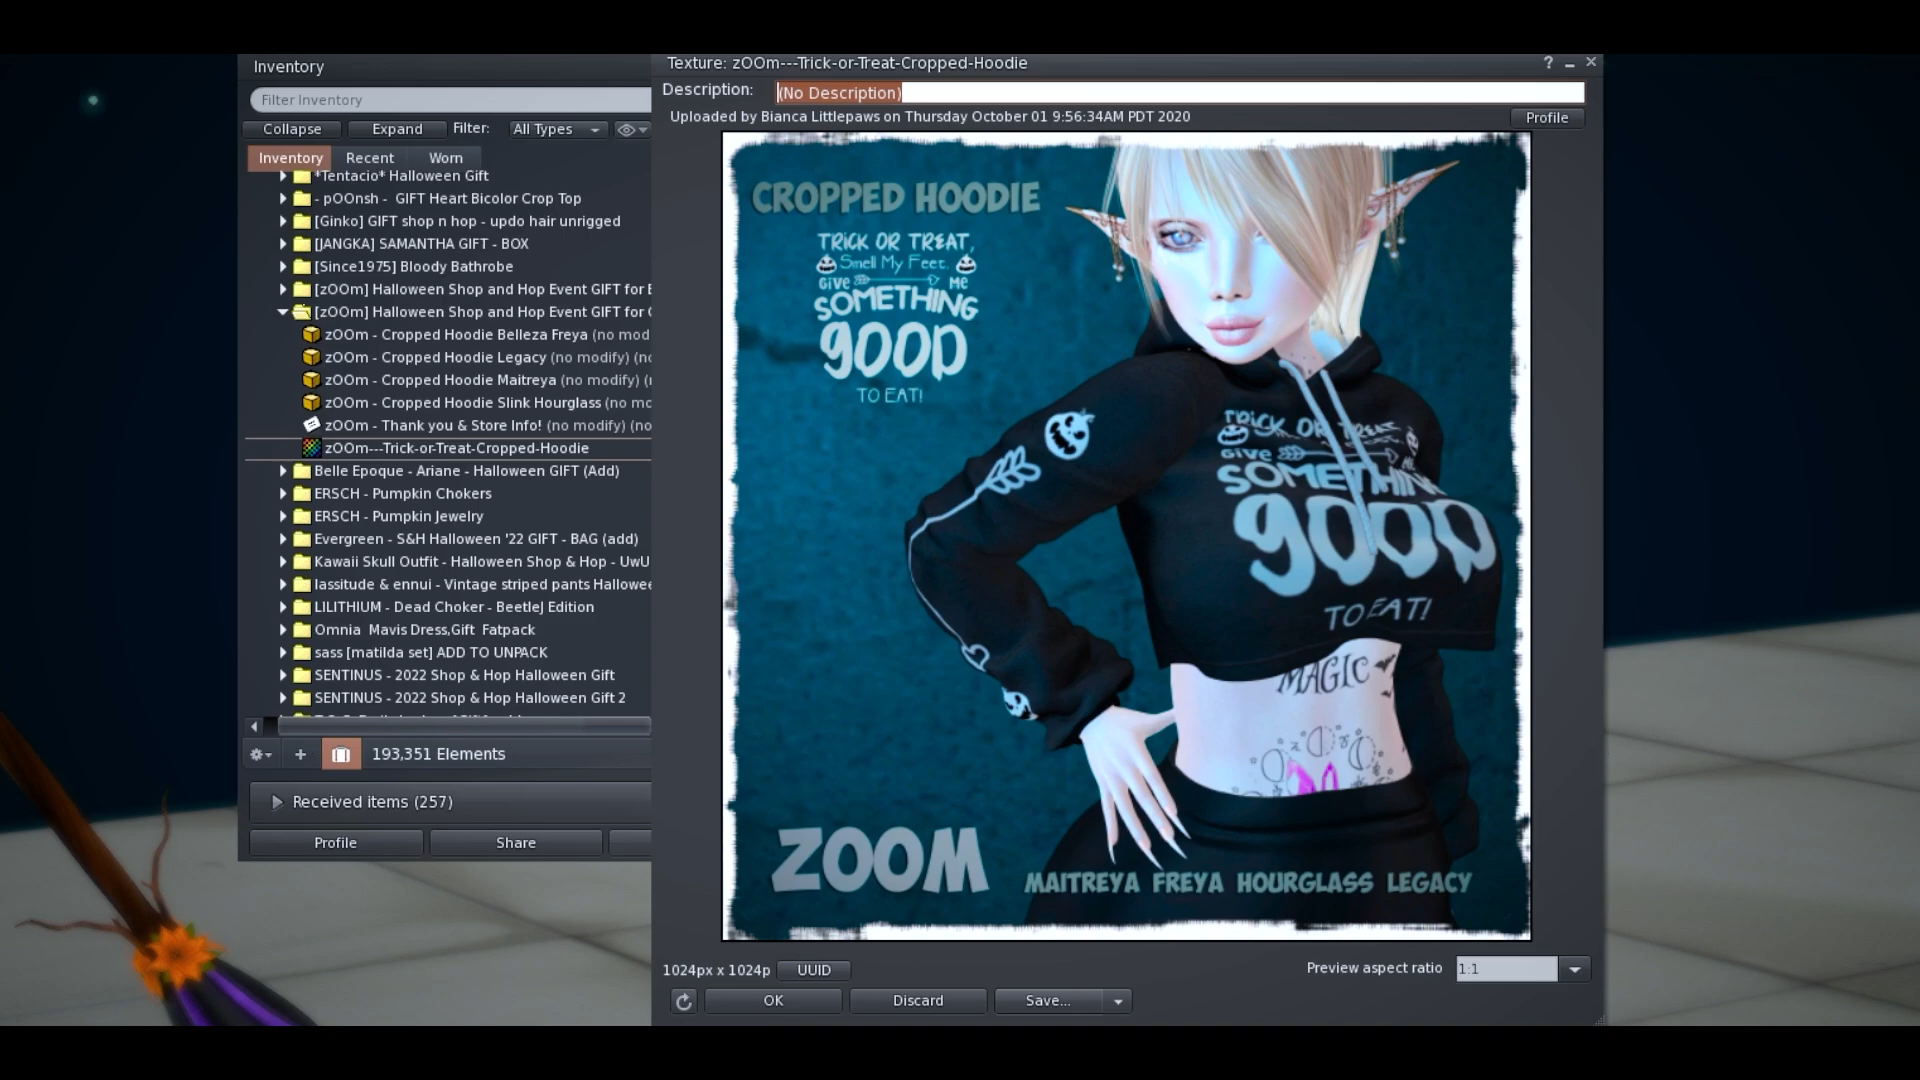 Inventory
Filter Inventory
Collapse
Expand
Filter:
All Types
Inventory
Recent
Worn
*Tentacio* Halloween Gift
- pOOnsh - GIFT Heart Bicolor Crop Top
[Ginko] GIFT shop n hop - updo hair unrigged
[JANGKA] SAMANTHA GIFT - BOX
[Since1975] Bloody Bathrobe
[zOOm] Halloween Shop and Hop Event GIFT for
[zOOm] Halloween Shop and Hop Event GIFT for
zOOm - Cropped Hoodie Belleza Freya (no mod
zOOm - Cropped Hoodie Legacy (no modify) (no
zOOm - Cropped Hoodie Maitreya (no modify) (
zOOm - Cropped Hoodie Slink Hourglass (no mo
zOOm - Thank you & Store Info! (no modify) (no
zOOm---Trick-or-Treat-Cropped-Hoodie
Belle Epoque - Ariane - Halloween GIFT (Add)
ERSCH - Pumpkin Chokers
ERSCH - Pumpkin Jewelry
Evergreen - S&H Halloween '22 GIFT - BAG (add)
Kawaii Skull Outfit - Halloween Shop & Hop - UwU
lassitude & ennui - Vintage striped pants Hallowee
LILITHIUM - Dead Choker - BeetleJ Edition
Omnia Mavis Dress,Gift Fatpack
sass [matilda set] ADD TO UNPACK
SENTINUS - 2022 Shop & Hop Halloween Gift
SENTINUS - 2022 Shop & Hop Halloween Gift 2
193,351 Elements
Received items (257)
Profile
Share
Texture: zOOm---Trick-or-Treat-Cropped-Hoodie
Description:
(No Description)
Uploaded by Bianca Littlepaws on Thursday October 01 9:56:34AM PDT 2020
Profile
CROPPED HOODIE
TRICK OR TREAT,
Smell My Feet.
GIVE ME
SOMETHING
gOOD
TO EAT!
TRICK OR TREAT
GIVE ME
SOMETHING
gOOD
TO EAT!
MAGIC
ZOOM
MAITREYA FREYA HOURGLASS LEGACY
1024px x 1024p
UUID
Preview aspect ratio
1:1
OK
Discard
Save...